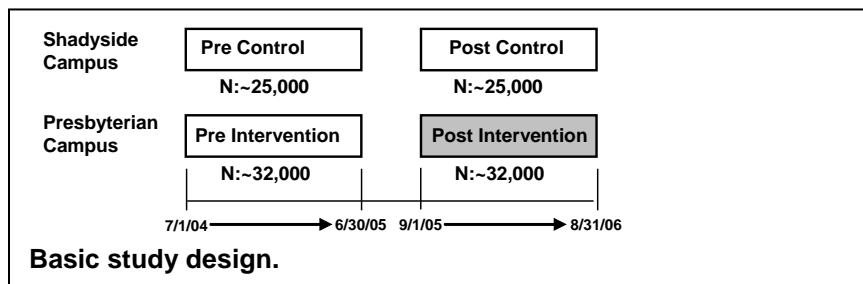 Shadyside
Campus
Pre Control
Post Control
N:~25,000
N:~25,000
Presbyterian
Campus
Pre Intervention
Post Intervention
N:~32,000
N:~32,000
7/1/04
6/30/05
9/1/05
8/31/06
Basic study design.